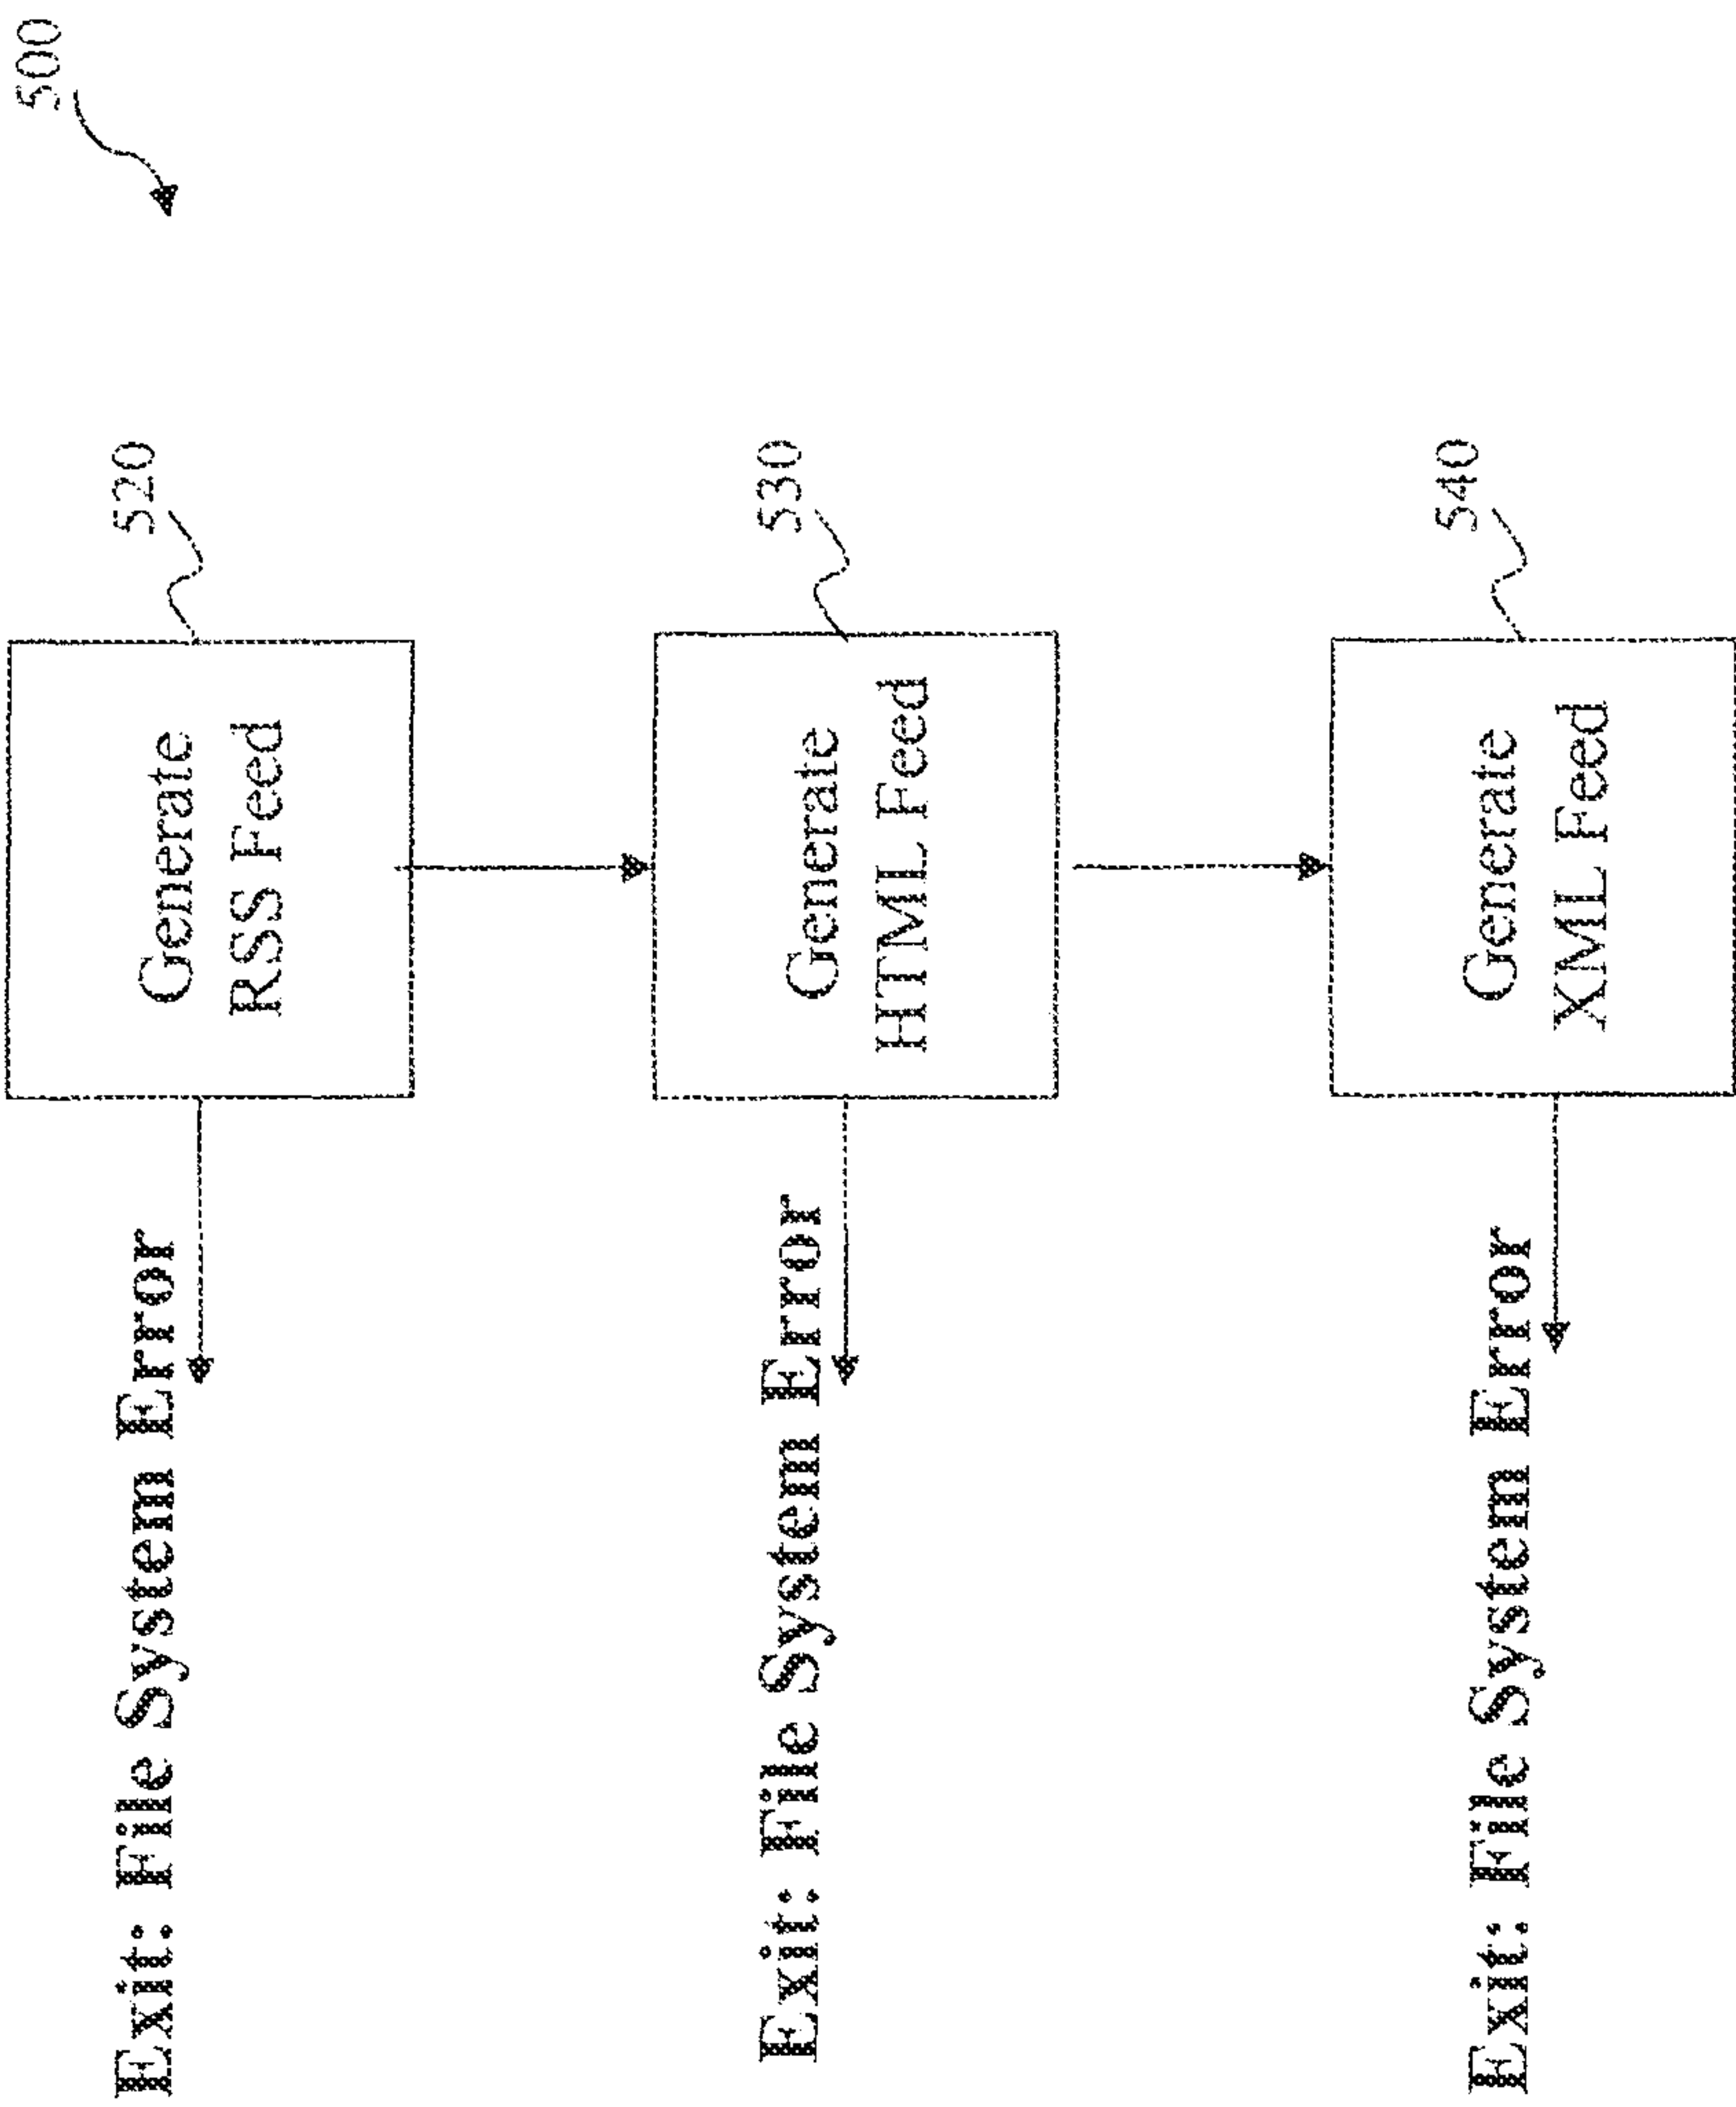 500
520
Generate
RSS Feed
Exit: File System Error
530
Generate
HTML Feed
Exit: File System Error
540
Generate
XML Feed
Exit: File System Error